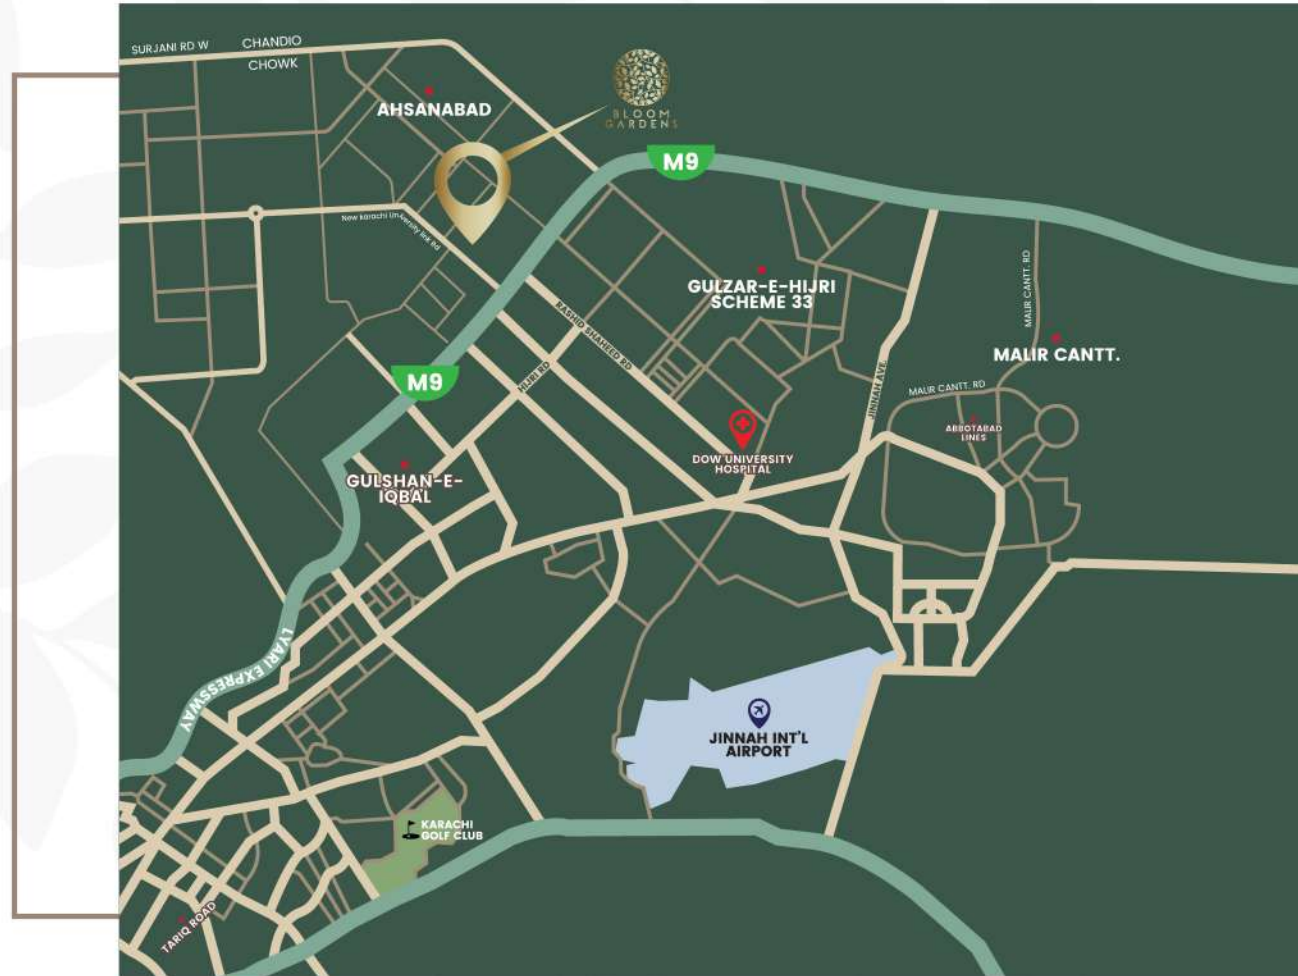 SURJANI RD W
CHANDIO
CHOWK
AHSANABAD
BLOOM
GARDENS
M9
New karachi University link Rd
GULZAR-E-HIJRI
SCHEME 33
MALIR CANTT. RD
RASHID SHAHEED RD
MALIR CANTT.
M9
HIJRI RD
JINNAH AVE.
MALIR CANTT. RD
ABBOTABAD
LINES
DOW UNIVERSITY
HOSPITAL
GULSHAN-E-
IQBAL
LYARI EXPRESSWAY
JINNAH INT'L
AIRPORT
KARACHI
GOLF CLUB
TARIQ ROAD